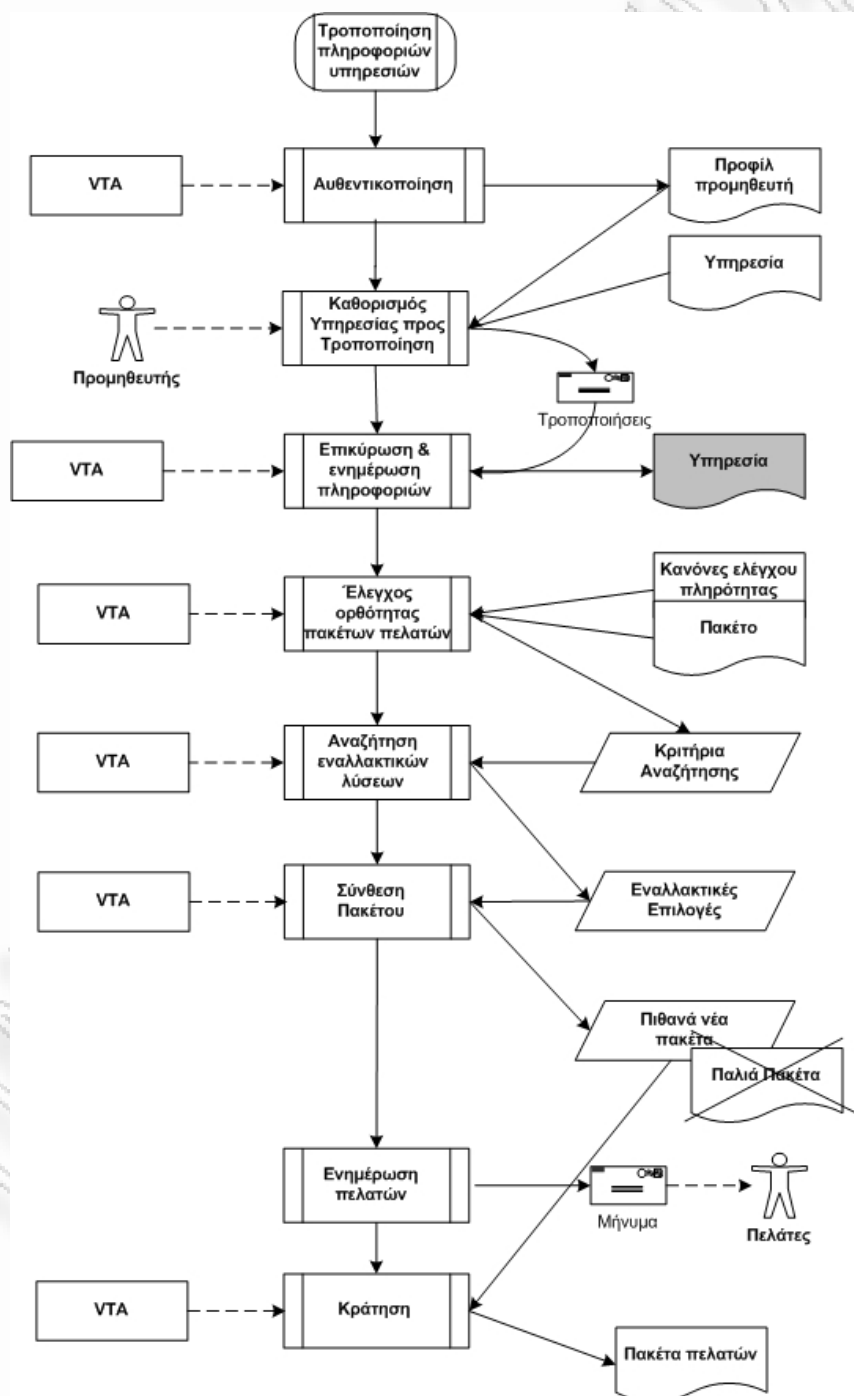 Τροποποίηση
πληροφοριών
υπηρεσιών
VTA
Αυθεντικοποίηση
Προφίλ
προμηθευτή
Υπηρεσία
Καθορισμός
Υπηρεσίας προς
Τροποποίηση
Προμηθευτής
Τροποποιήσεις
VTA
Επικύρωση &
ενημέρωση
πληροφοριών
Υπηρεσία
VTA
Έλεγχος
ορθότητας
πακέτων πελατών
Κανόνες ελέγχου
πληρότητας
Πακέτο
VTA
Αναζήτηση
εναλλακτικών
λύσεων
Κριτήρια
Αναζήτησης
VTA
Σύνθεση
Πακέτου
Εναλλακτικές
Επιλογές
Πιθανά νέα
πακέτα
Παλιά Πακέτα
Ενημέρωση
πελατών
Μήνυμα
Πελάτες
VTA
Κράτηση
Πακέτα πελατών